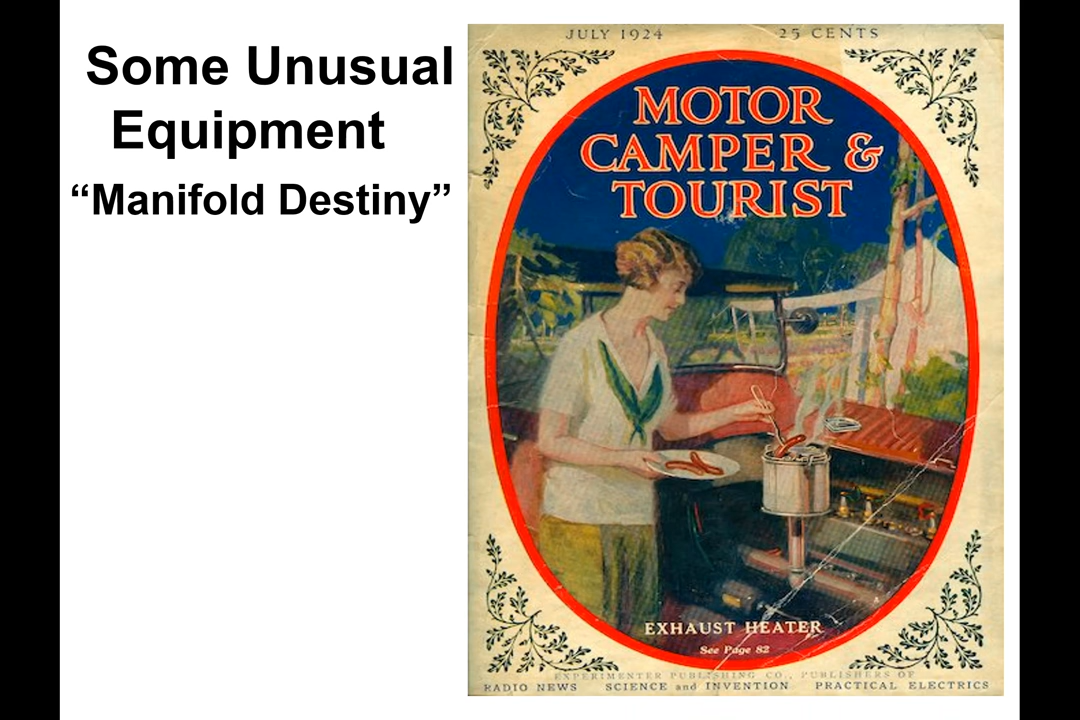 Some Unusual
Equipment
“Manifold Destiny”
JULY 1924 25 CENTS
MOTOR
CAMPER &
TOURIST
EXHAUST HEATER
See Page 82
EXPERIMENTER PUBLISHING CO., PUBLISHERS OF
RADIO NEWS SCIENCE and INVENTION PRACTICAL ELECTRICS